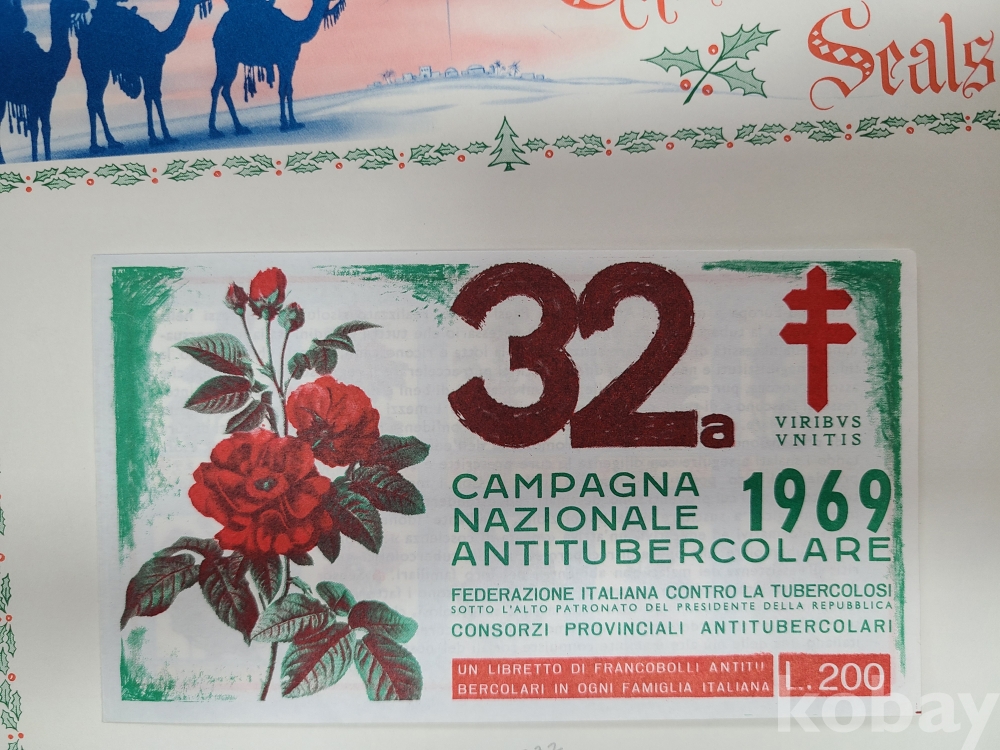 Seals
32a
VIRIBVS
VNITIS
CAMPAGNA
NAZIONALE
1969
ANTITUBERCOLARE
FEDERAZIONE ITALIANA CONTRO LA TUBERCOLOSI
SOTTO L'ALTO PATRONATO DEL PRESIDENTE DELLA REPUBBLICA
CONSORZI PROVINCIALI ANTITUBERCOLARI
UN LIBRETTO DI FRANCOBOLLI ANTITU
BERCOLARI IN OGNI FAMIGLIA ITALIANA
L.200
kobay